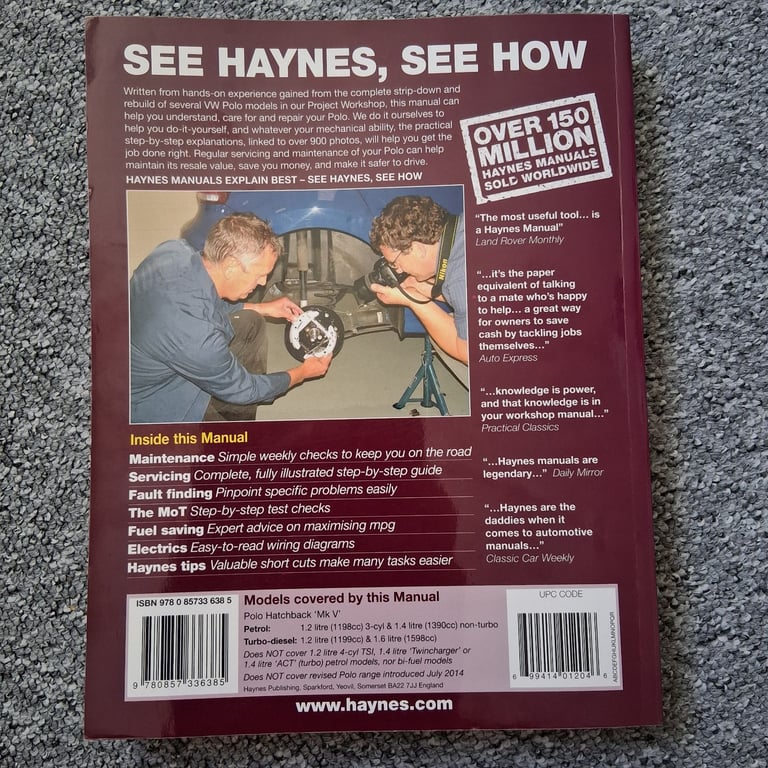 SEE HAYNES, SEE HOW
Written from hands-on experience gained from the complete strip-down and
rebuild of several VW Polo models in our Project Workshop, this manual can
help you understand, care for and repair your Polo. We do it ourselves to
help you do-it-yourself, and whatever your mechanical ability, the practical
step-by-step explanations, linked to over 900 photos, will help you get the
job done right. Regular servicing and maintenance of your Polo can help
maintain its resale value, save you money, and make it safer to drive.
HAYNES MANUALS EXPLAIN BEST – SEE HAYNES, SEE HOW
OVER 150
MILLION
HAYNES MANUALS
SOLD WORLDWIDE
Nikon
"The most useful tool... is
a Haynes Manual"
Land Rover Monthly
"...it's the paper
equivalent of talking
to a mate who's happy
to help... a great way
for owners to save
cash by tackling jobs
themselves..."
Auto Express
"...knowledge is power,
and that knowledge is in
your workshop manual..."
Practical Classics
"...Haynes manuals are
legendary..." Daily Mirror
"...Haynes are the
daddies when it
comes to automotive
manuals..."
Classic Car Weekly
Inside this Manual
Maintenance Simple weekly checks to keep you on the road
Servicing Complete, fully illustrated step-by-step guide
Fault finding Pinpoint specific problems easily
The MoT Step-by-step test checks
Fuel saving Expert advice on maximising mpg
Electrics Easy-to-read wiring diagrams
Haynes tips Valuable short cuts make many tasks easier
ISBN 978 0 85733 638 5
9 780857 336385
Models covered by this Manual
Polo Hatchback 'Mk V'
Petrol: 1.2 litre (1198cc) 3-cyl & 1.4 litre (1390cc) non-turbo
Turbo-diesel: 1.2 litre (1199cc) & 1.6 litre (1598cc)
Does NOT cover 1.2 litre 4-cyl TSI, 1.4 litre 'Twincharger' or
1.4 litre 'ACT' (turbo) petrol models, nor bi-fuel models
Does NOT cover revised Polo range introduced July 2014
Haynes Publishing, Sparkford, Yeovil, Somerset BA22 7JJ England
UPC CODE
6 99414 01204 6
ABCDEFGHIJKLMNOPQR
www.haynes.com